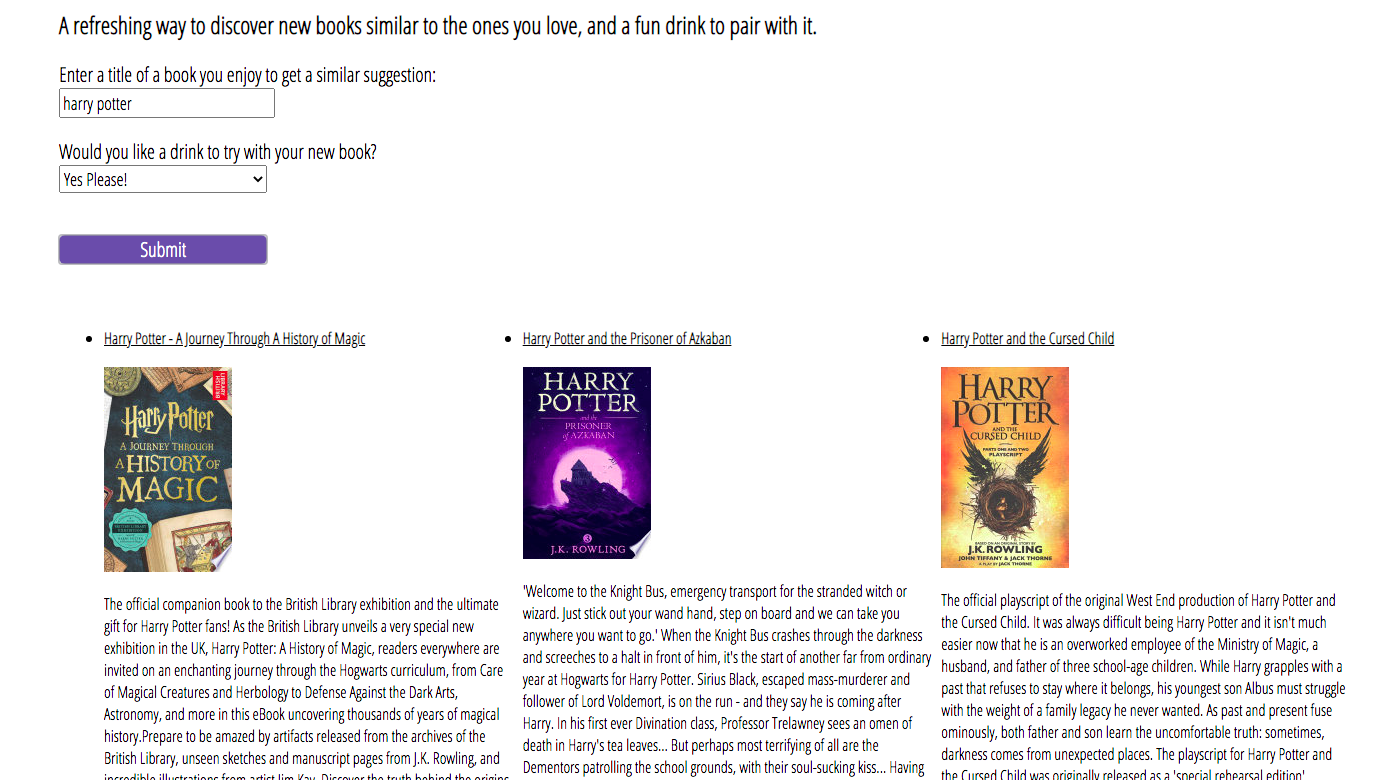 A refreshing way to discover new books similar to the ones you love, and a fun drink to pair with it.
Enter a title of a book you enjoy to get a similar suggestion:
harry potter
Would you like a drink to try with your new book?
Yes Please!
Submit
Harry Potter - A Journey Through A History of Magic
BRITISH LIBRARY
Harry Potter
A JOURNEY THROUGH
A HISTORY OF
MAGIC
The official companion book to the British Library exhibition and the ultimate
gift for Harry Potter fans! As the British Library unveils a very special new
exhibition in the UK, Harry Potter: A History of Magic, readers everywhere are
invited on an enchanting journey through the Hogwarts curriculum, from Care
of Magical Creatures and Herbology to Defense Against the Dark Arts,
Astronomy, and more in this eBook uncovering thousands of years of magical
history.Prepare to be amazed by artifacts released from the archives of the
British Library, unseen sketches and manuscript pages from J.K. Rowling, and
incredible illustrations from artist Jim Kay. Discover the truth behind the origins
Harry Potter and the Prisoner of Azkaban
HARRY
POTTER
and the
PRISONER
of AZKABAN
3
J.K. ROWLING
'Welcome to the Knight Bus, emergency transport for the stranded witch or
wizard. Just stick out your wand hand, step on board and we can take you
anywhere you want to go.' When the Knight Bus crashes through the darkness
and screeches to a halt in front of him, it's the start of another far from ordinary
year at Hogwarts for Harry Potter. Sirius Black, escaped mass-murderer and
follower of Lord Voldemort, is on the run - and they say he is coming after
Harry. In his first ever Divination class, Professor Trelawney sees an omen of
death in Harry's tea leaves... But perhaps most terrifying of all are the
Dementors patrolling the school grounds, with their soul-sucking kiss... Having
Harry Potter and the Cursed Child
HARRY
POTTER
AND THE
CURSED CHILD
PARTS ONE AND TWO
PLAYSCRIPT
BASED ON AN ORIGINAL STORY BY
J.K. ROWLING
JOHN TIFFANY & JACK THORNE
A PLAY BY JACK THORNE
The official playscript of the original West End production of Harry Potter and
the Cursed Child. It was always difficult being Harry Potter and it isn't much
easier now that he is an overworked employee of the Ministry of Magic, a
husband, and father of three school-age children. While Harry grapples with a
past that refuses to stay where it belongs, his youngest son Albus must struggle
with the weight of a family legacy he never wanted. As past and present fuse
ominously, both father and son learn the uncomfortable truth: sometimes,
darkness comes from unexpected places. The playscript for Harry Potter and
the Cursed Child was originally released as a 'special rehearsal edition'